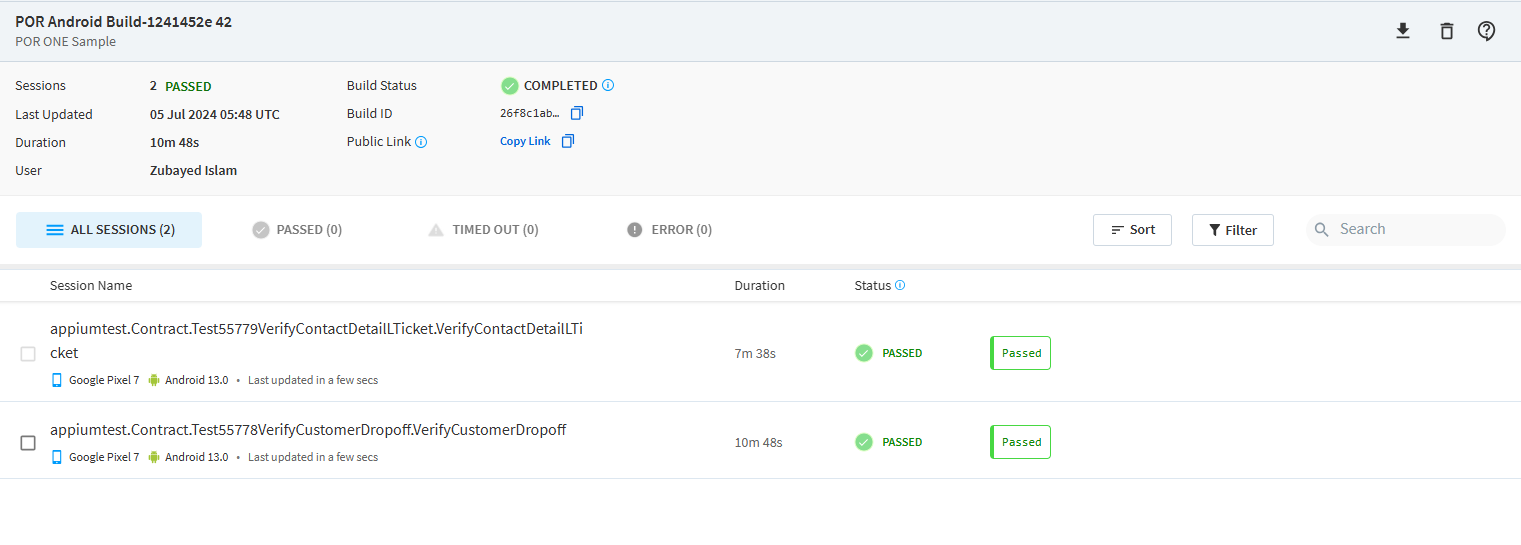 POR Android Build-1241452e 42
POR ONE Sample
Sessions 2 PASSED Build Status COMPLETED
Last Updated 05 Jul 2024 05:48 UTC Build ID 26f8c1ab…
Duration 10m 48s Public Link Copy Link
User Zubayed Islam
ALL SESSIONS (2) PASSED (0) TIMED OUT (0) ERROR (0) Sort Filter Search
Session Name Duration Status
appiumtest.Contract.Test55779VerifyContactDetailLTicket.VerifyContactDetailLTi
cket 7m 38s PASSED Passed
Google Pixel 7 Android 13.0 • Last updated in a few secs
appiumtest.Contract.Test55778VerifyCustomerDropoff.VerifyCustomerDropoff 10m 48s PASSED Passed
Google Pixel 7 Android 13.0 • Last updated in a few secs